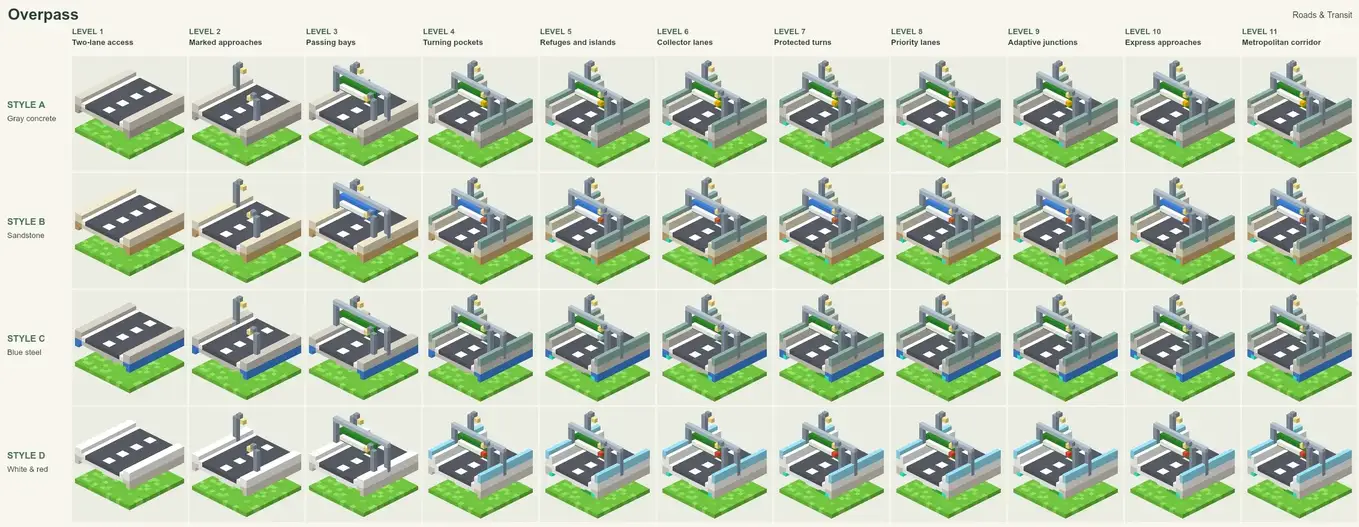 Overpass
Roads & Transit
LEVEL 1
Two-lane access
LEVEL 2
Marked approaches
LEVEL 3
Passing bays
LEVEL 4
Turning pockets
LEVEL 5
Refuges and islands
LEVEL 6
Collector lanes
LEVEL 7
Protected turns
LEVEL 8
Priority lanes
LEVEL 9
Adaptive junctions
LEVEL 10
Express approaches
LEVEL 11
Metropolitan corridor
STYLE A
Gray concrete
STYLE B
Sandstone
STYLE C
Blue steel
STYLE D
White & red